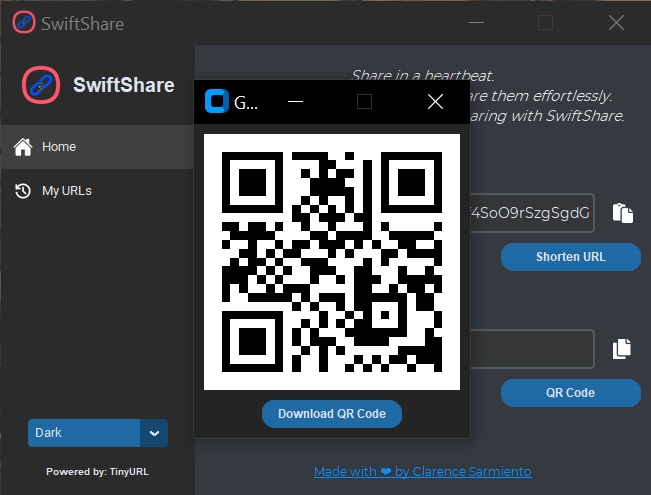 SwiftShare
SwiftShare
Home
My URLs
Dark
Powered by: TinyURL
Share in a heartbeat.
are them effortlessly.
aring with SwiftShare.
4SoO9rSzgSgdG
Shorten URL
QR Code
G...
Download QR Code
Made with ❤ by Clarence Sarmiento